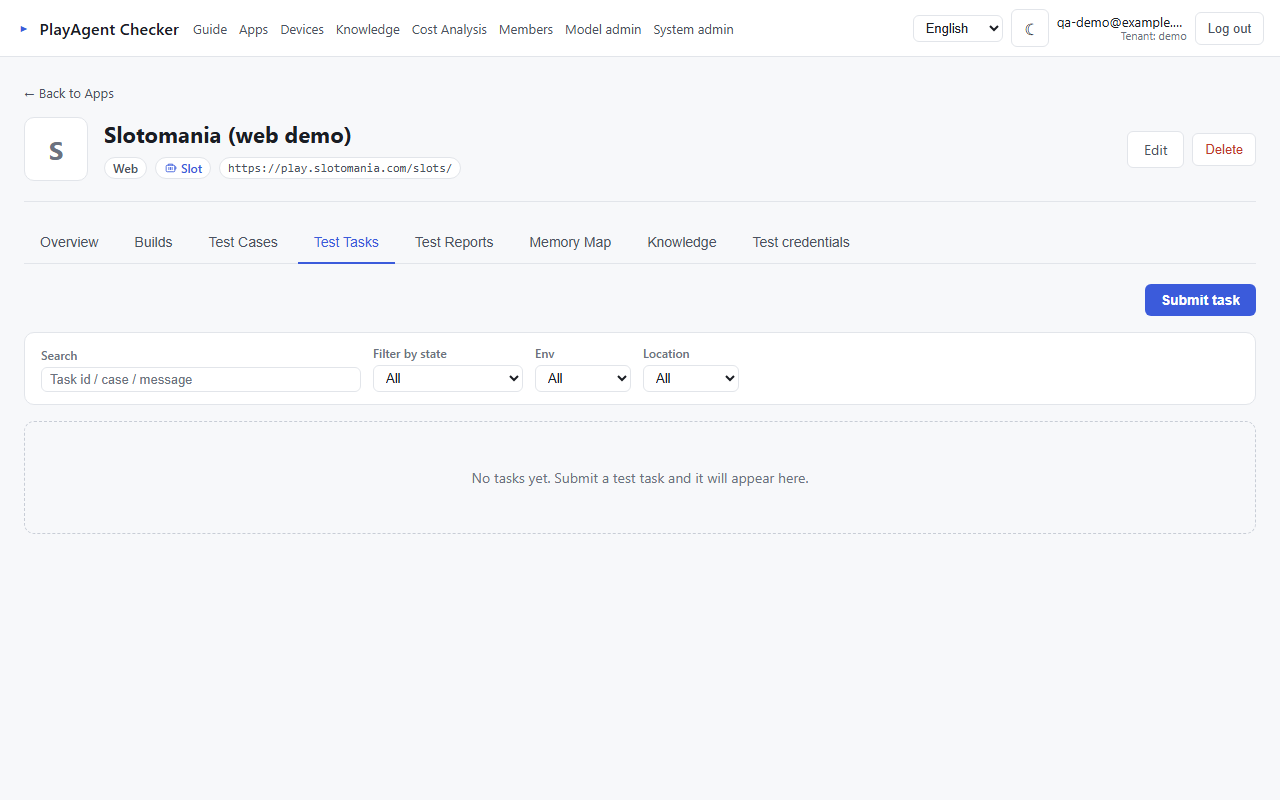 PlayAgent Checker Guide Apps Devices Knowledge Cost Analysis Members Model admin System admin English qa-demo@example.... Log out
Tenant: demo
← Back to Apps
S
Slotomania (web demo)
Web Slot https://play.slotomania.com/slots/
Edit Delete
Overview Builds Test Cases Test Tasks Test Reports Memory Map Knowledge Test credentials
Submit task
Search Filter by state Env Location
Task id / case / message All All All
No tasks yet. Submit a test task and it will appear here.